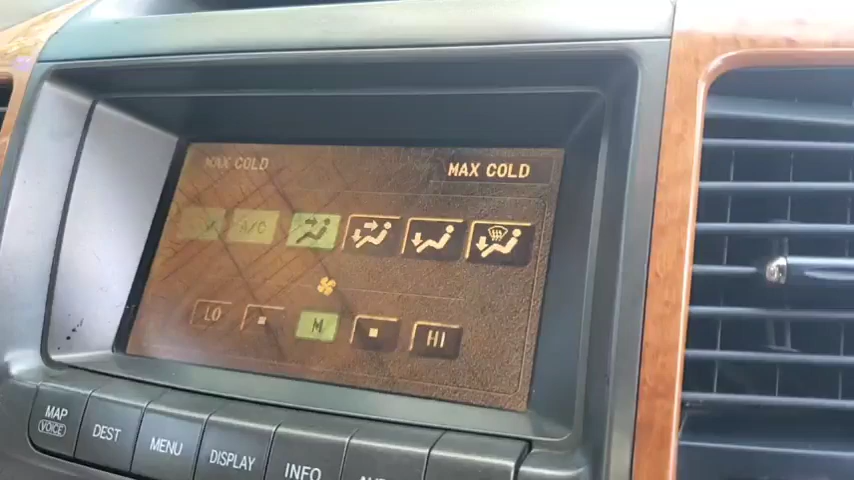 MAX COLD MAX COLD
A/C
LO M HI
MAP DEST MENU DISPLAY INFO
VOICE